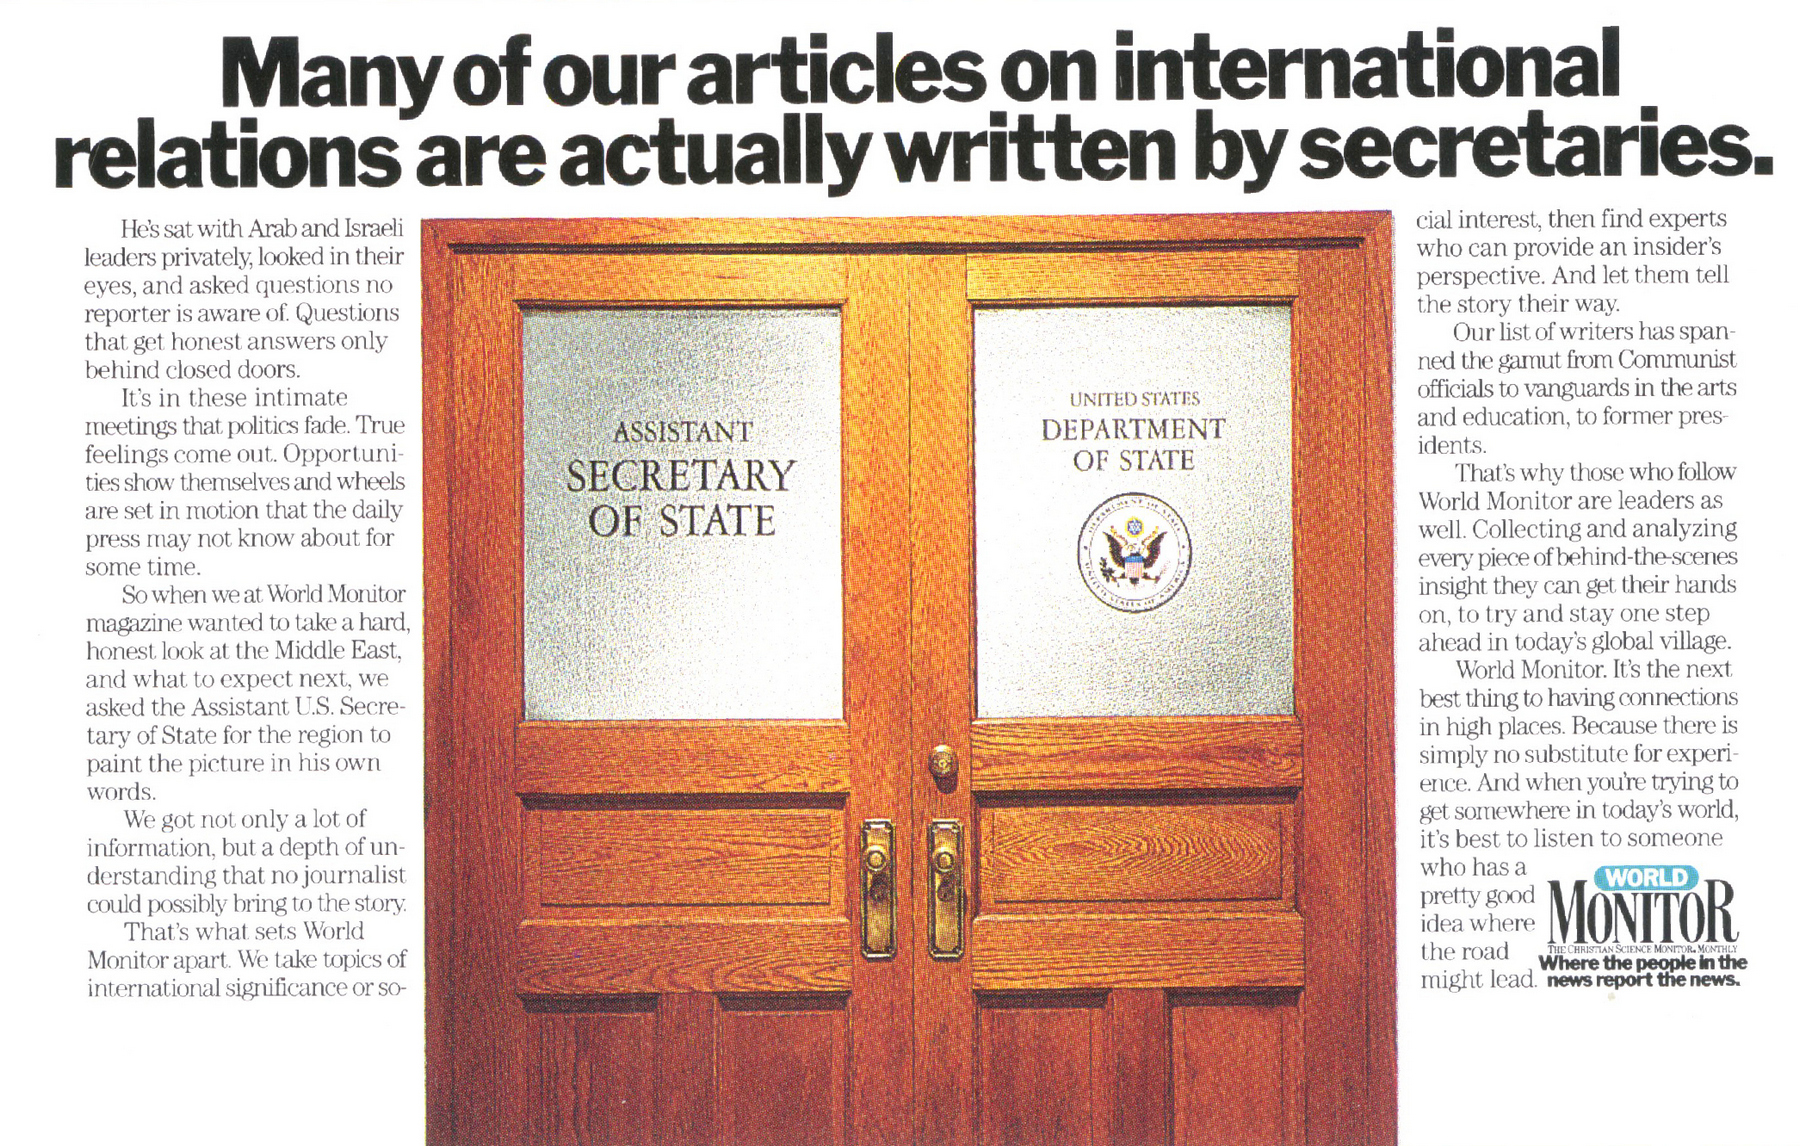 Many of our articles on international
relations are actually written by secretaries.
He's sat with Arab and Israeli
leaders privately, looked in their
eyes, and asked questions no
reporter is aware of. Questions
that get honest answers only
behind closed doors.
It's in these intimate
meetings that politics fade. True
feelings come out. Opportuni-
ties show themselves and wheels
are set in motion that the daily
press may not know about for
some time.
So when we at World Monitor
magazine wanted to take a hard,
honest look at the Middle East,
and what to expect next, we
asked the Assistant U.S. Secre-
tary of State for the region to
paint the picture in his own
words.
We got not only a lot of
information, but a depth of un-
derstanding that no journalist
could possibly bring to the story.
That's what sets World
Monitor apart. We take topics of
international significance or so-
ASSISTANT
SECRETARY
OF STATE
UNITED STATES
DEPARTMENT
OF STATE
DEPARTMENT OF STATE
UNITED STATES OF AMERICA
cial interest, then find experts
who can provide an insider's
perspective. And let them tell
the story their way.
Our list of writers has span-
ned the gamut from Communist
officials to vanguards in the arts
and education, to former pres-
idents.
That's why those who follow
World Monitor are leaders as
well. Collecting and analyzing
every piece of behind-the-scenes
insight they can get their hands
on, to try and stay one step
ahead in today's global village.
World Monitor. It's the next
best thing to having connections
in high places. Because there is
simply no substitute for experi-
ence. And when you're trying to
get somewhere in today's world,
it's best to listen to someone
who has a
pretty good
idea where
the road
might lead.
WORLD
MONITOR
THE CHRISTIAN SCIENCE MONITOR MONTHLY
Where the people in the
news report the news.